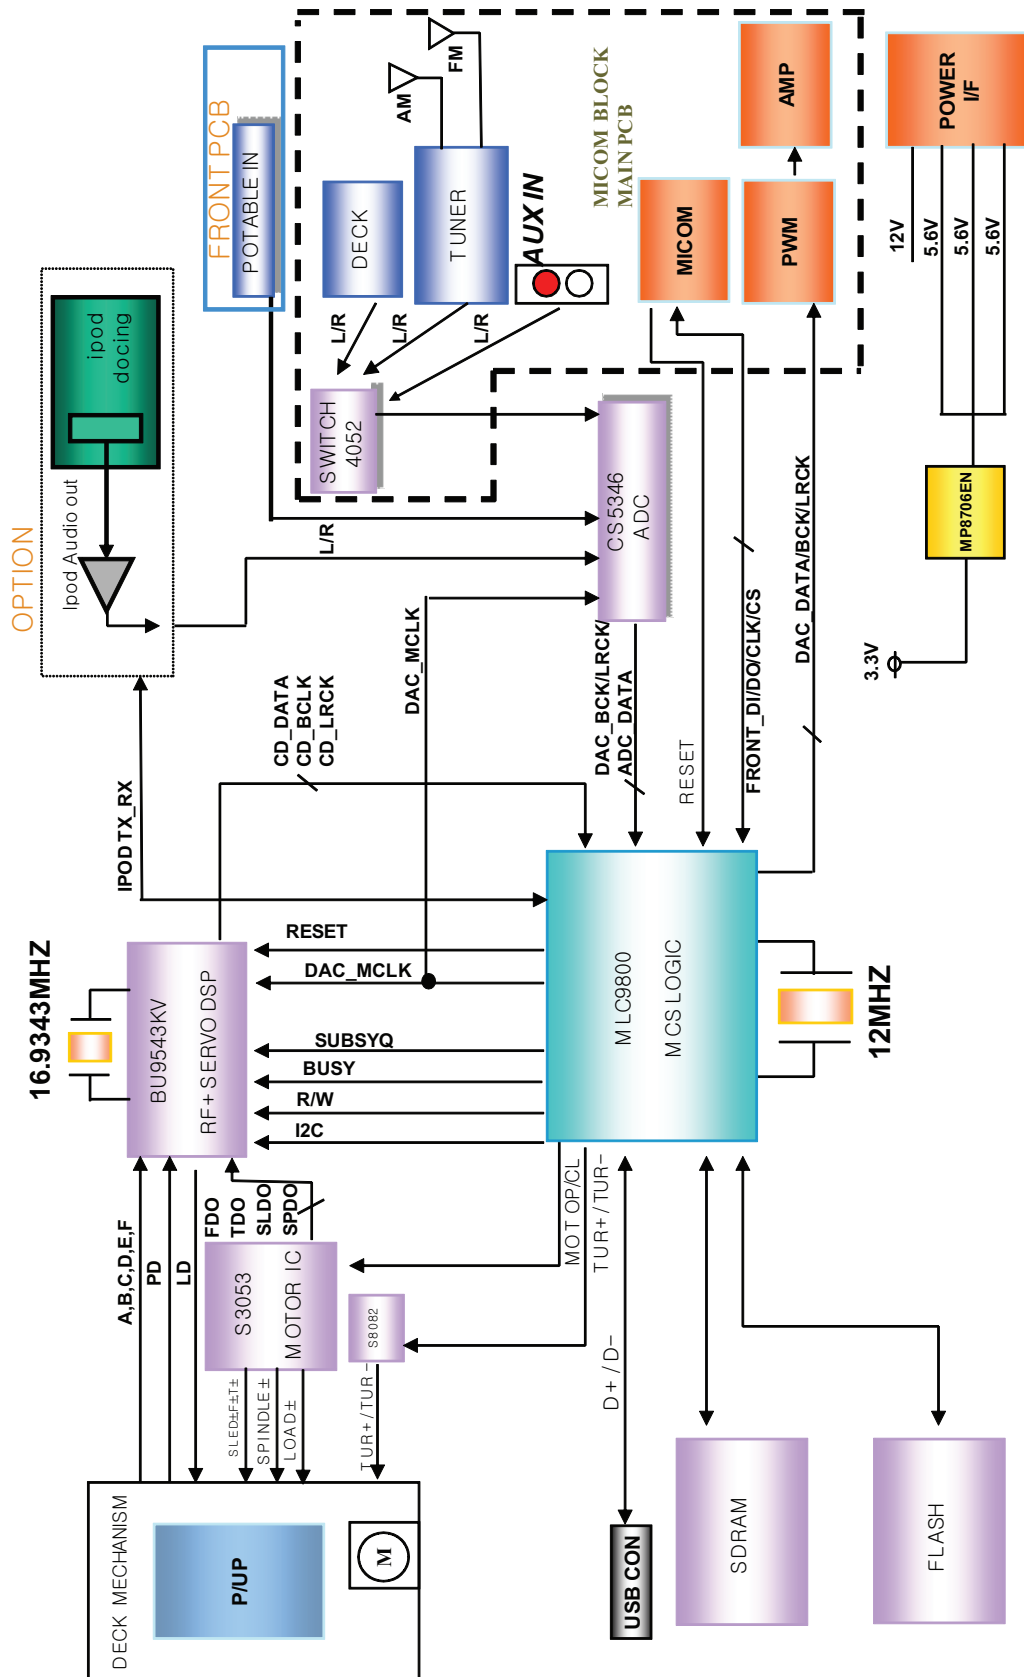 OPTION
ipod
docing
Ipod Audio out
FRONT PCB
POTABLE IN
L/R
DECK
TUNER
AM
FM
AUX IN
L/R
L/R
L/R
SWITCH
4052
MICOM BLOCK
MAIN PCB
MICOM
PWM
AMP
POWER
I/F
12V
5.6V
5.6V
5.6V
MP8706EN
3.3V
CS5346
ADC
IPOD TX_RX
CD_DATA
CD_BCLK
CD_LRCK
DAC_MCLK
DAC_BCK/LRCK/
ADC_DATA
RESET
FRONT_DI/DO/CLK/CS
DAC_DATA/BCK/LRCK
16.9343MHZ
BU9543KV
RF+SERVO DSP
RESET
DAC_MCLK
SUBSYQ
BUSY
R/W
I2C
MLC9800
MCS LOGIC
12MHZ
A,B,C,D,E,F
PD
LD
FDO
TDO
SLDO
SPDO
S3053
MOTOR IC
S8082
MOT OP/CL
TUR+/TUR-
SLED±F±T±
SPINDLE±
LOAD±
TUR+/TUR-
D+/D-
DECK MECHANISM
P/UP
M
USB CON
SDRAM
FLASH